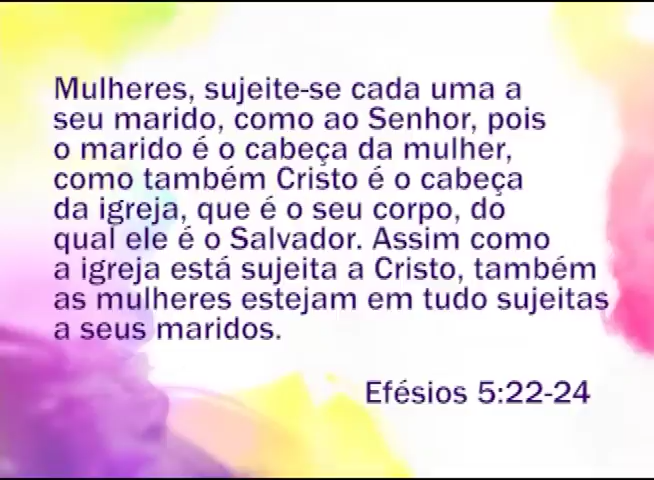 Mulheres, sujeite-se cada uma a
seu marido, como ao Senhor, pois
o marido é o cabeça da mulher,
como também Cristo é o cabeça
da igreja, que é o seu corpo, do
qual ele é o Salvador. Assim como
a igreja está sujeita a Cristo, também
as mulheres estejam em tudo sujeitas
a seus maridos.
Efésios 5:22-24